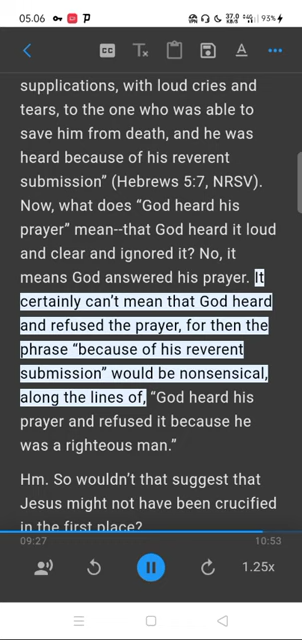 05.06
37.0
KB/S
4G
93%
CC
A
supplications, with loud cries and
tears, to the one who was able to
save him from death, and he was
heard because of his reverent
submission” (Hebrews 5:7, NRSV).
Now, what does “God heard his
prayer” mean--that God heard it loud
and clear and ignored it? No, it
means God answered his prayer. It
certainly can’t mean that God heard
and refused the prayer, for then the
phrase “because of his reverent
submission” would be nonsensical,
along the lines of, “God heard his
prayer and refused it because he
was a righteous man.”
Hm. So wouldn’t that suggest that
Jesus might not have been crucified
in the first place?
09:27
10:53
1.25x